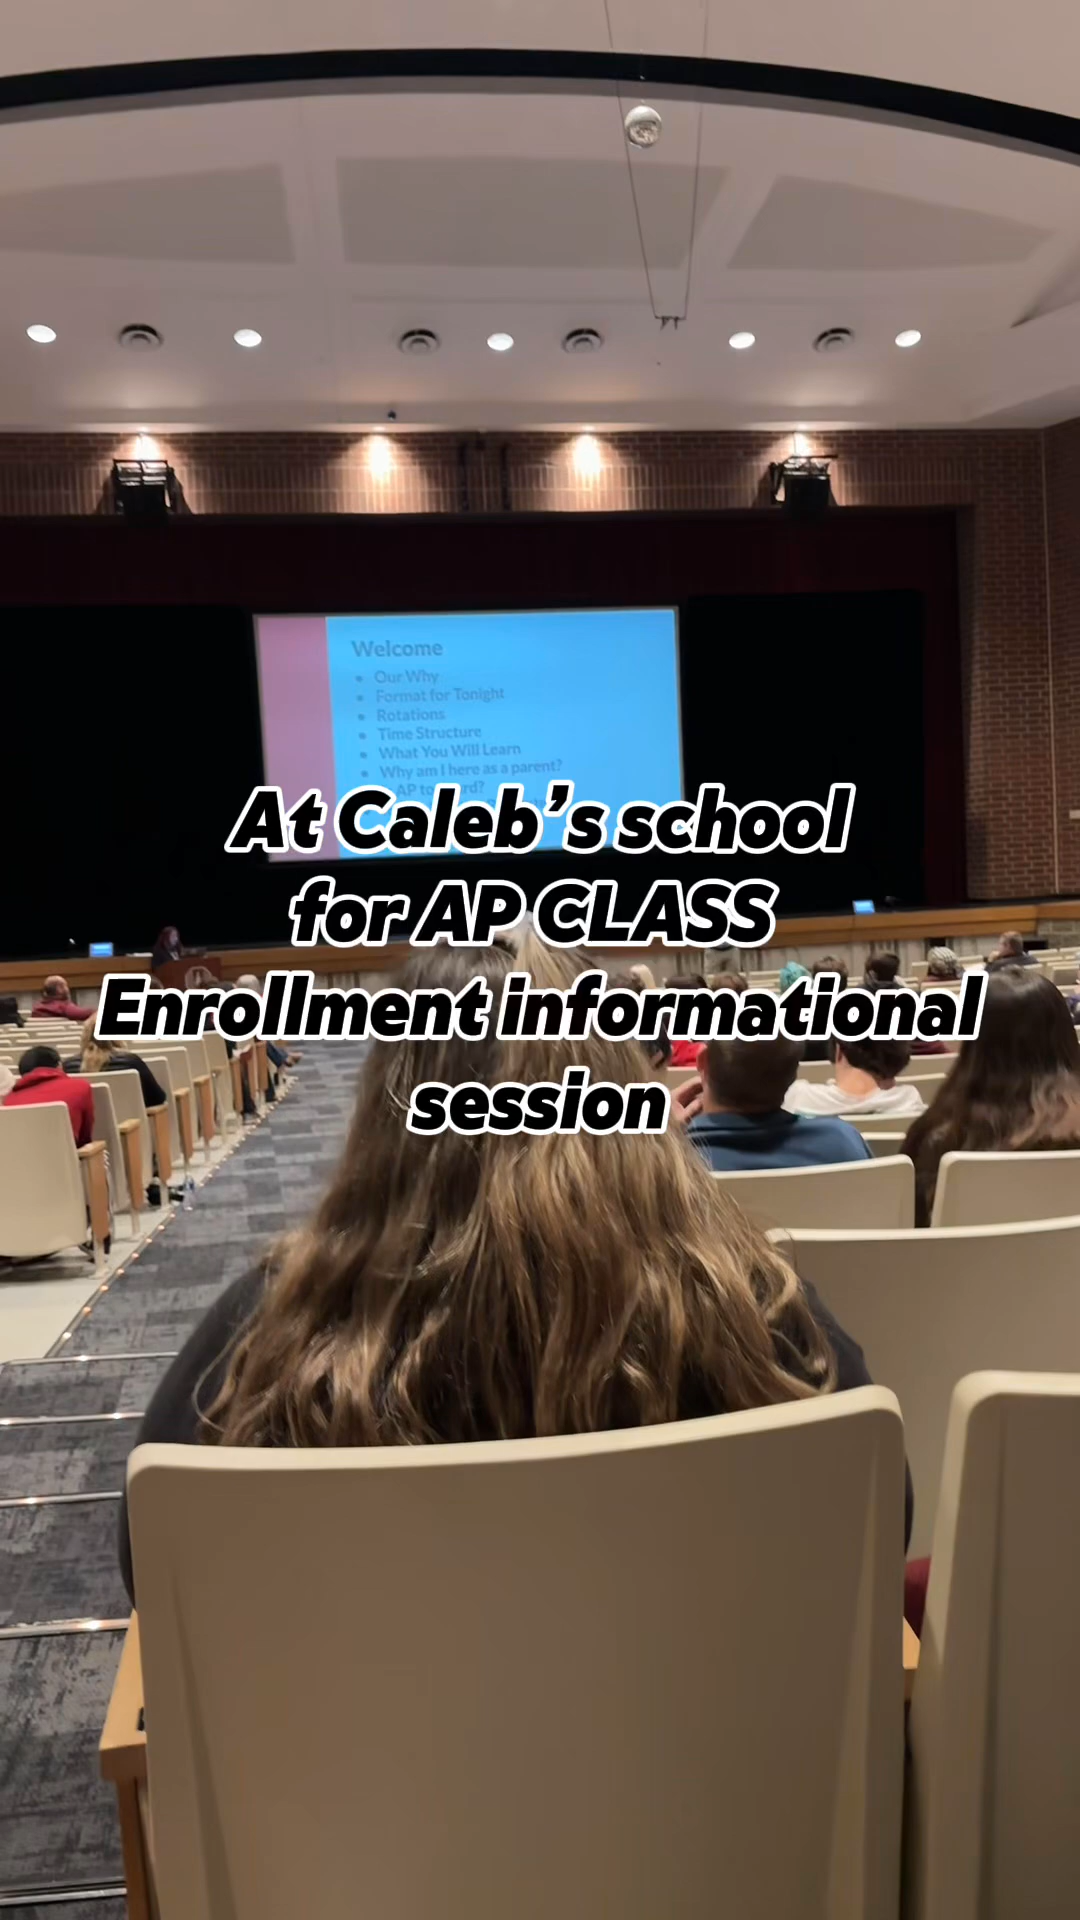 Welcome
• Our Why
• Format for Tonight
• Rotations
• Time Structure
• What You Will Learn
• Why am I here as a parent?
AP
At Caleb’s school
for AP CLASS
Enrollment informational
session